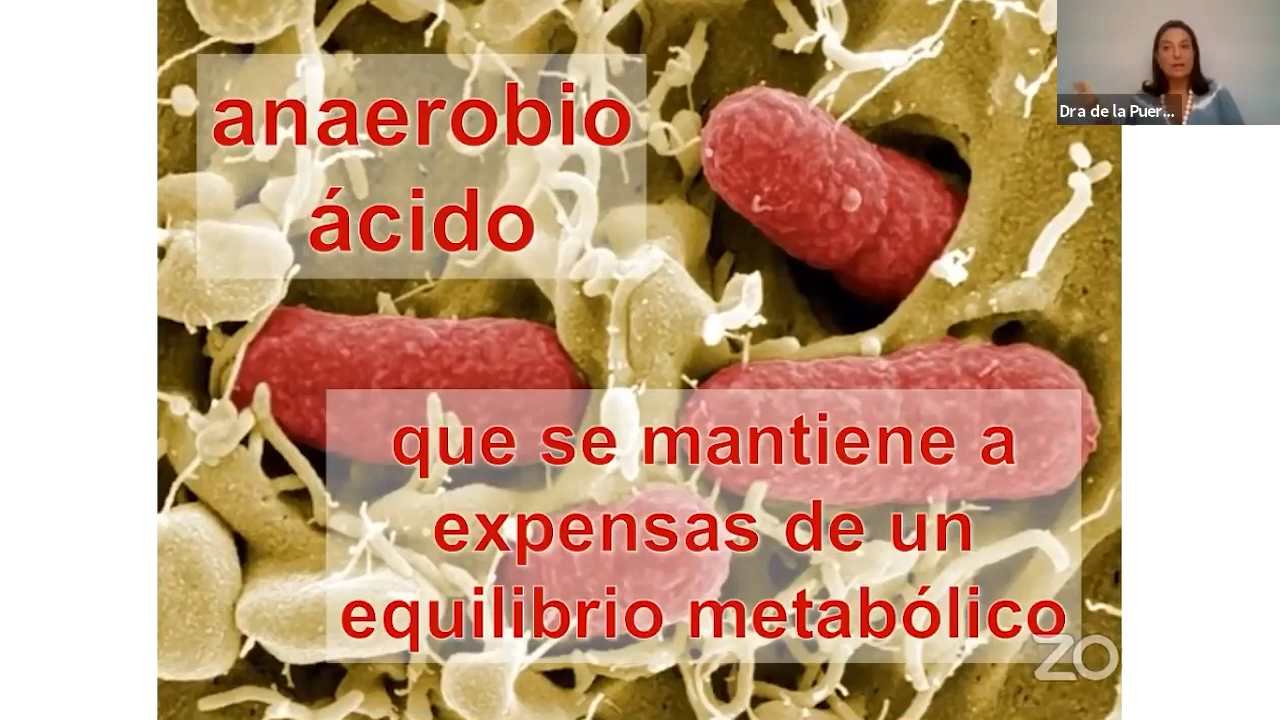 anaerobio
ácido
que se mantiene a
expensas de un
equilibrio metabólico
Dra de la Puer...
ZO